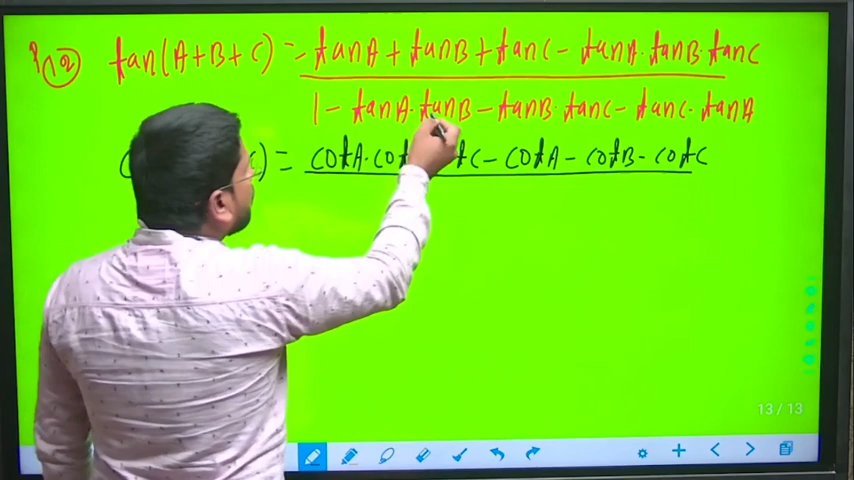 12 tan(A+B+C) = tanA + tanB + tanC - tanA. tanB. tanC
1 - tanA. tanB - tanB. tanC - tanC. tanA
) = cotA. cot C - cotA - cotB - cotC
13/13